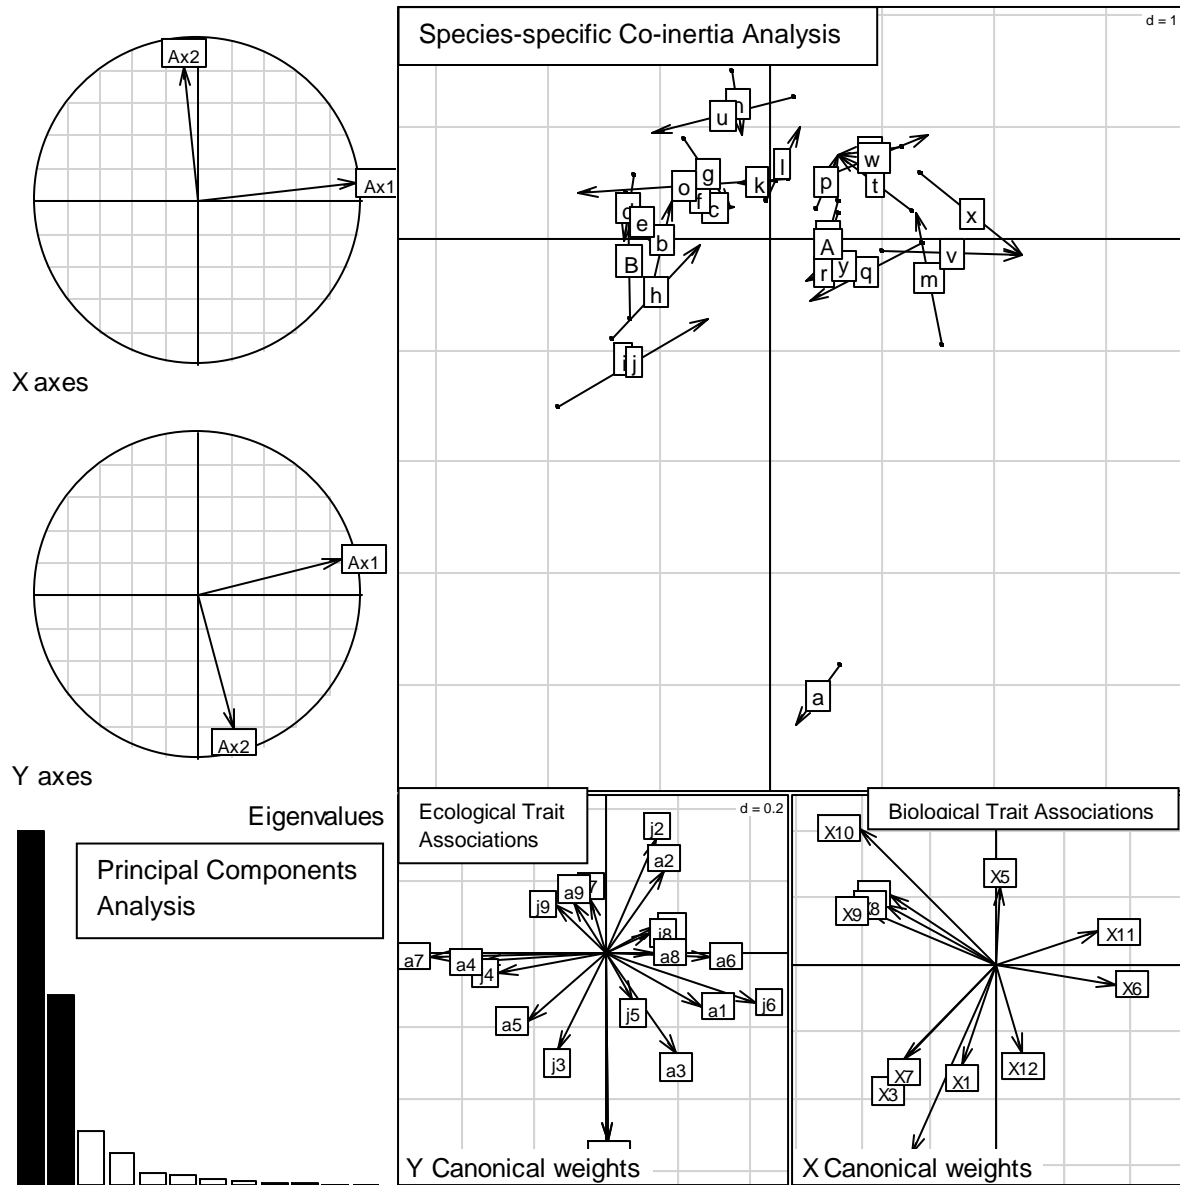 Ax2
Ax1
X axes
Ax1
Ax2
Y axes
Eigenvalues
Principal Components
Analysis
Species-specific Co-inertia Analysis
d = 1
n
u
l
w
g
k
p
t
o
f
c
d
x
e
b
A
B
v
r
y
q
m
h
i
j
a
Ecological Trait
Associations
d = 0.2
j2
a2
a9
j9
j8
a8
a7
a4
j4
a6
a5
j5
a1
j6
j3
a3
Y Canonical weights
Biological Trait Associations
X10
X5
X9
X8
X11
X6
X7
X3
X1
X12
X Canonical weights